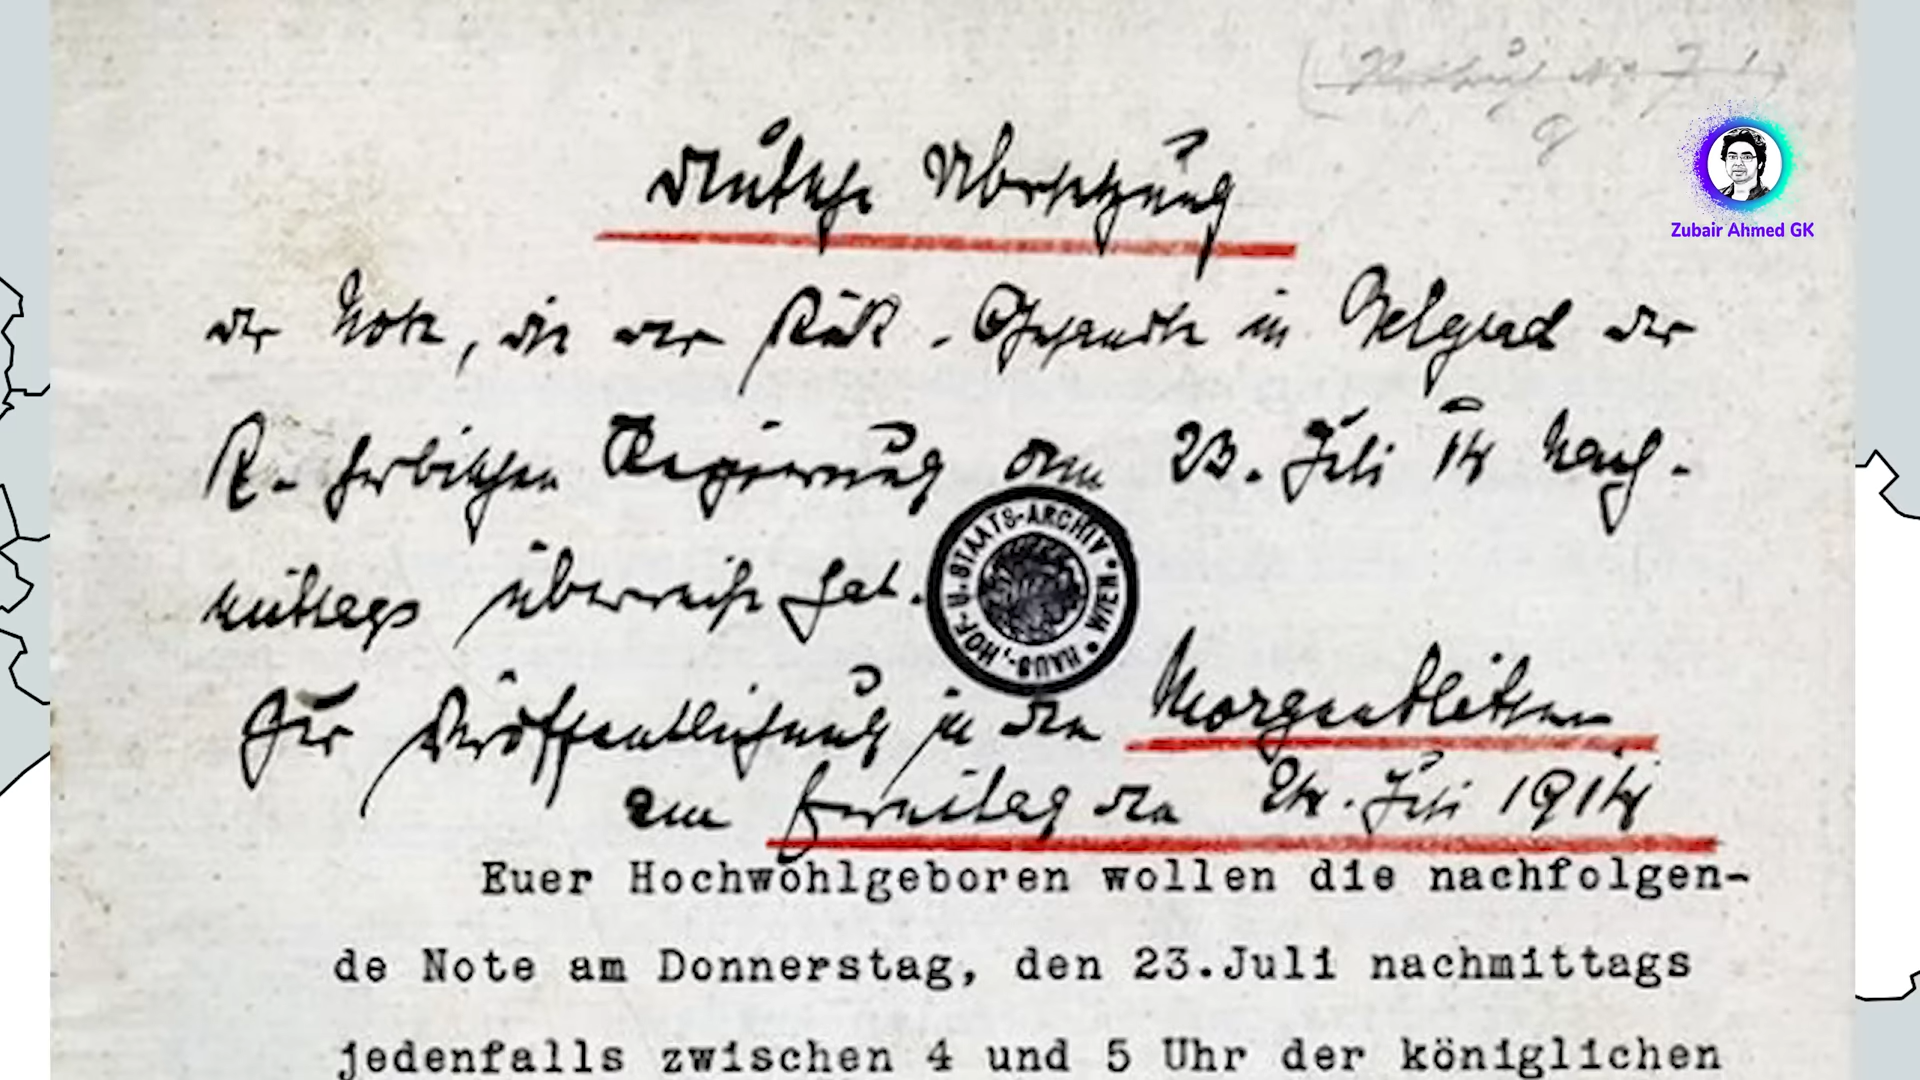 Zubair Ahmed GK
Deutsche Übersetzung
der Note, die der k.u.k. Gesandte in Belgrad der
K. serbischen Regierung am 23. Juli 14 Nach-
mittags überreicht hat.
HAUS-, HOF- U. STAATS-ARCHIV • WIEN •
Zur Veröffentlichung in den Morgenblättern
am Freitag den 24. Juli 1914
Euer Hochwohlgeboren wollen die nachfolgen-
de Note am Donnerstag, den 23.Juli nachmittags
jedenfalls zwischen 4 und 5 Uhr der königlichen